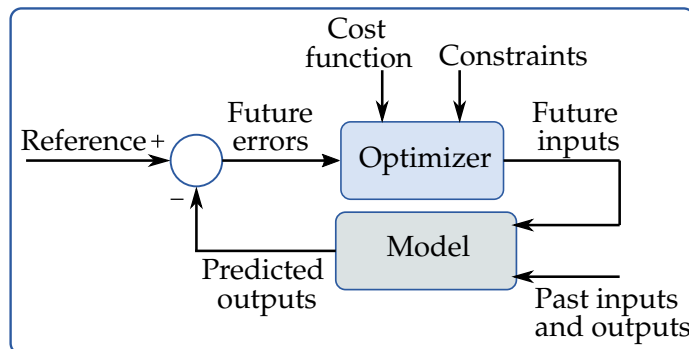 Cost
function
Constraints
Reference
+
Future
errors
Optimizer
Future
inputs
−
Model
Predicted
outputs
Past inputs
and outputs